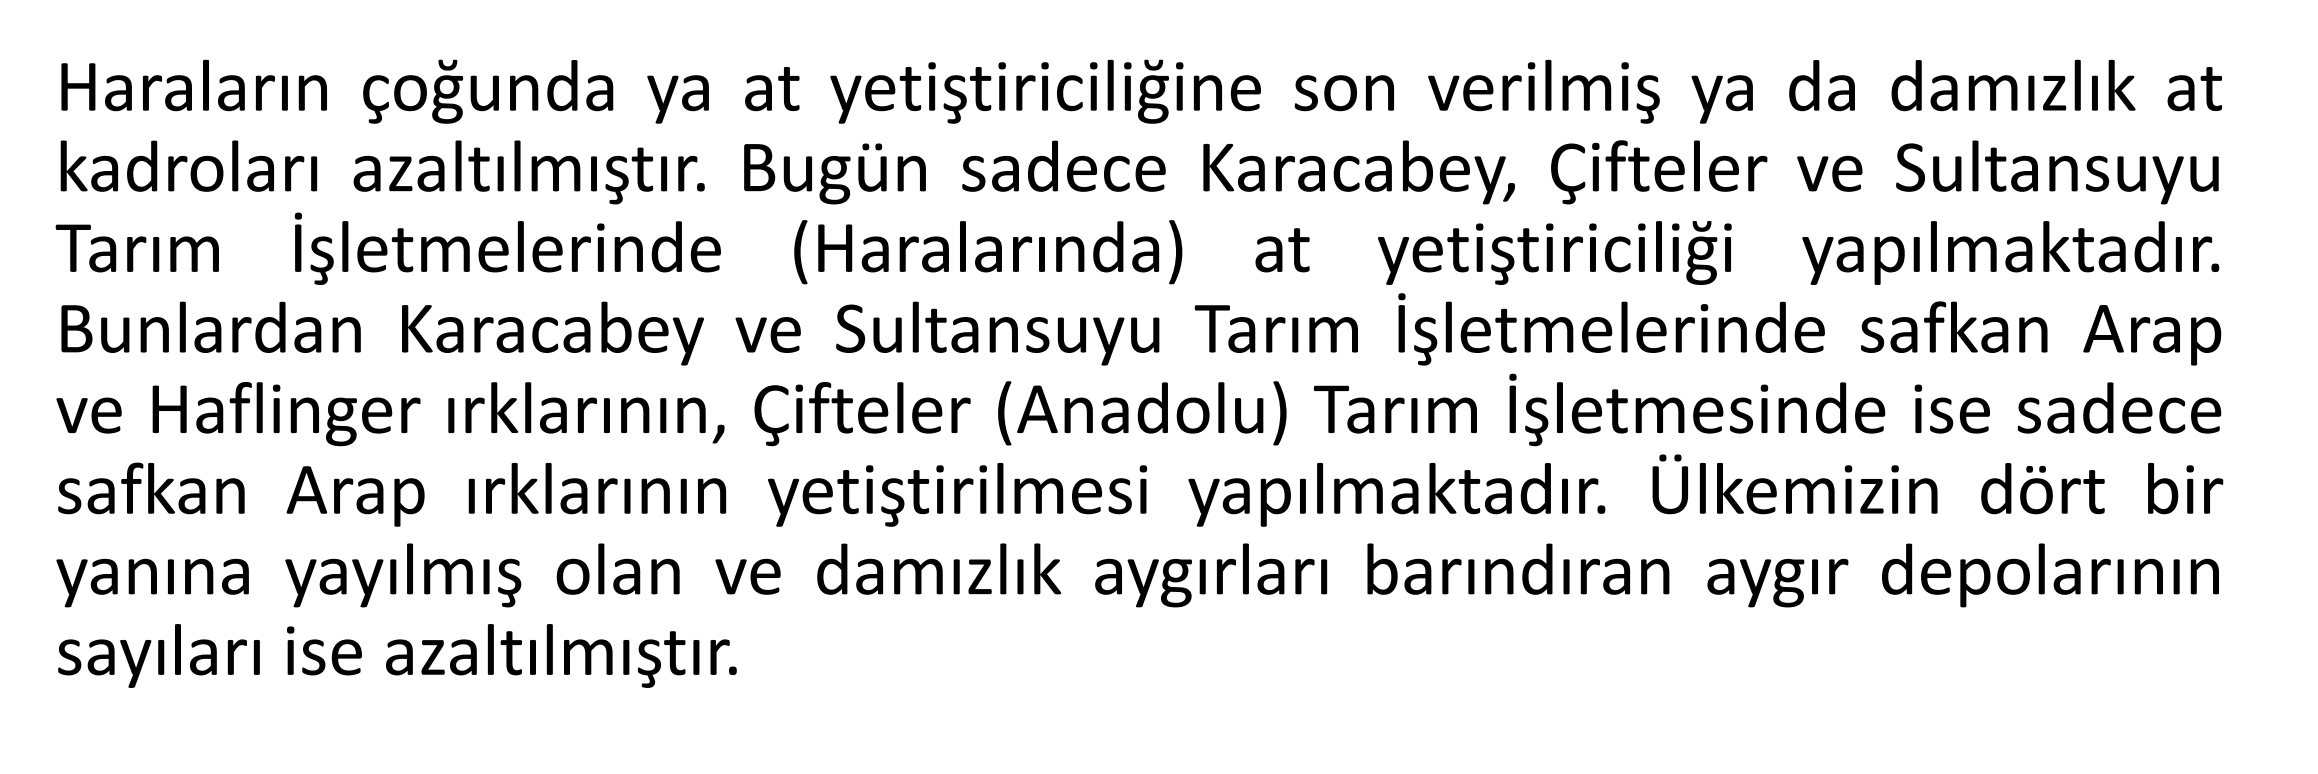 Haraların çoğunda ya at yetiştiriciliğine son verilmiş ya da damızlık at
kadroları azaltılmıştır. Bugün sadece Karacabey, Çifteler ve Sultansuyu
Tarım İşletmelerinde (Haralarında) at yetiştiriciliği yapılmaktadır.
Bunlardan Karacabey ve Sultansuyu Tarım İşletmelerinde safkan Arap
ve Haflinger ırklarının, Çifteler (Anadolu) Tarım İşletmesinde ise sadece
safkan Arap ırklarının yetiştirilmesi yapılmaktadır. Ülkemizin dört bir
yanına yayılmış olan ve damızlık aygırları barındıran aygır depolarının
sayıları ise azaltılmıştır.